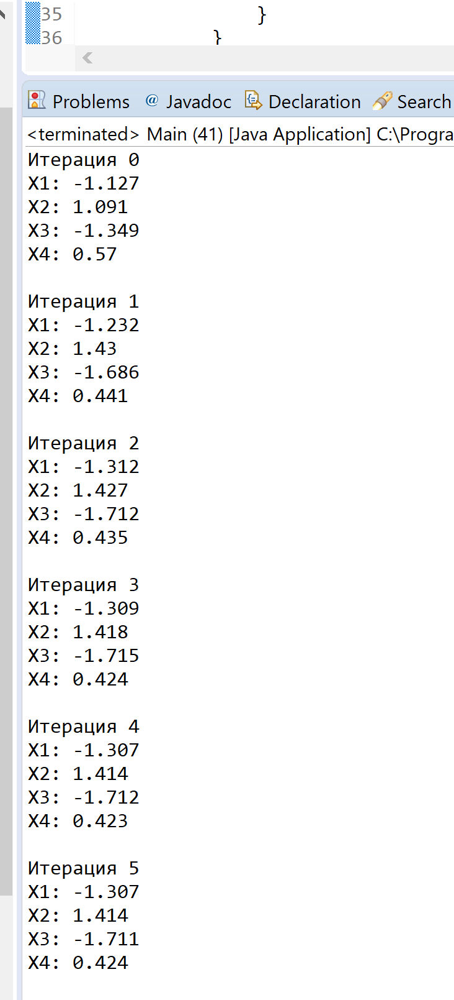 35 }
36 }
Problems @ Javadoc Declaration Search
<terminated> Main (41) [Java Application] C:\Progra
Итерация 0
X1: -1.127
X2: 1.091
X3: -1.349
X4: 0.57
Итерация 1
X1: -1.232
X2: 1.43
X3: -1.686
X4: 0.441
Итерация 2
X1: -1.312
X2: 1.427
X3: -1.712
X4: 0.435
Итерация 3
X1: -1.309
X2: 1.418
X3: -1.715
X4: 0.424
Итерация 4
X1: -1.307
X2: 1.414
X3: -1.712
X4: 0.423
Итерация 5
X1: -1.307
X2: 1.414
X3: -1.711
X4: 0.424